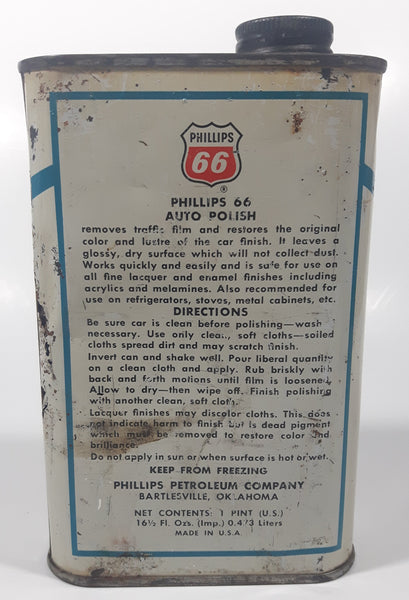 PHILLIPS
66
®
PHILLIPS 66
AUTO POLISH
removes traffic film and restores the original
color and lustre of the car finish. It leaves a
glossy, dry surface which will not collect dust.
Works quickly and easily and is safe for use on
all fine lacquer and enamel finishes including
acrylics and melamines. Also recommended for
use on refrigerators, stoves, metal cabinets, etc.
DIRECTIONS
Be sure car is clean before polishing—wash
necessary. Use only clean, soft cloths—soiled
cloths spread dirt and may scratch finish.
Invert can and shake well. Pour liberal quantity
on a clean cloth and apply. Rub briskly with
back and forth motions until film is loosened.
Allow to dry—then wipe off. Finish polishing
with another clean, soft cloth.
Lacquer finishes may discolor cloths. This does
not indicate harm to finish but is dead pigment
which must be removed to restore color and
brilliance.
Do not apply in sun or when surface is hot or wet.
KEEP FROM FREEZING
PHILLIPS PETROLEUM COMPANY
BARTLESVILLE, OKLAHOMA
NET CONTENTS: 1 PINT (U.S.)
16½ Fl. Ozs. (Imp.) 0.473 Liters
MADE IN U.S.A.